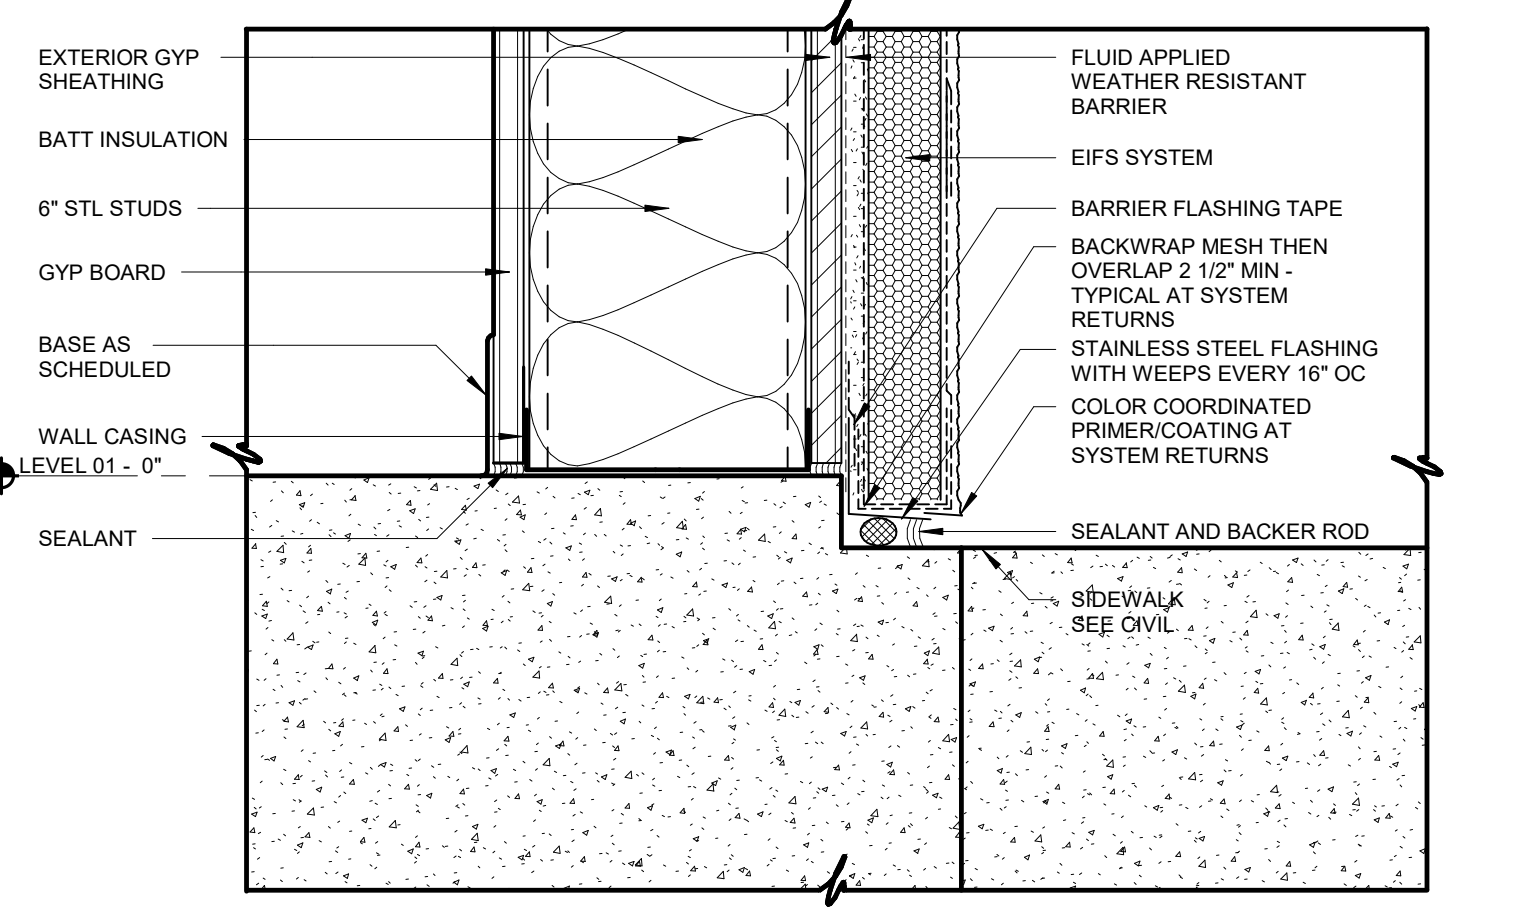 EXTERIOR GYP
SHEATHING
BATT INSULATION
6" STL STUDS
GYP BOARD
BASE AS
SCHEDULED
WALL CASING
LEVEL 01 - 0"
SEALANT
FLUID APPLIED
WEATHER RESISTANT
BARRIER
EIFS SYSTEM
BARRIER FLASHING TAPE
BACKWRAP MESH THEN
OVERLAP 2 1/2" MIN -
TYPICAL AT SYSTEM
RETURNS
STAINLESS STEEL FLASHING
WITH WEEPS EVERY 16" OC
COLOR COORDINATED
PRIMER/COATING AT
SYSTEM RETURNS
SEALANT AND BACKER ROD
SIDEWALK
SEE CIVIL